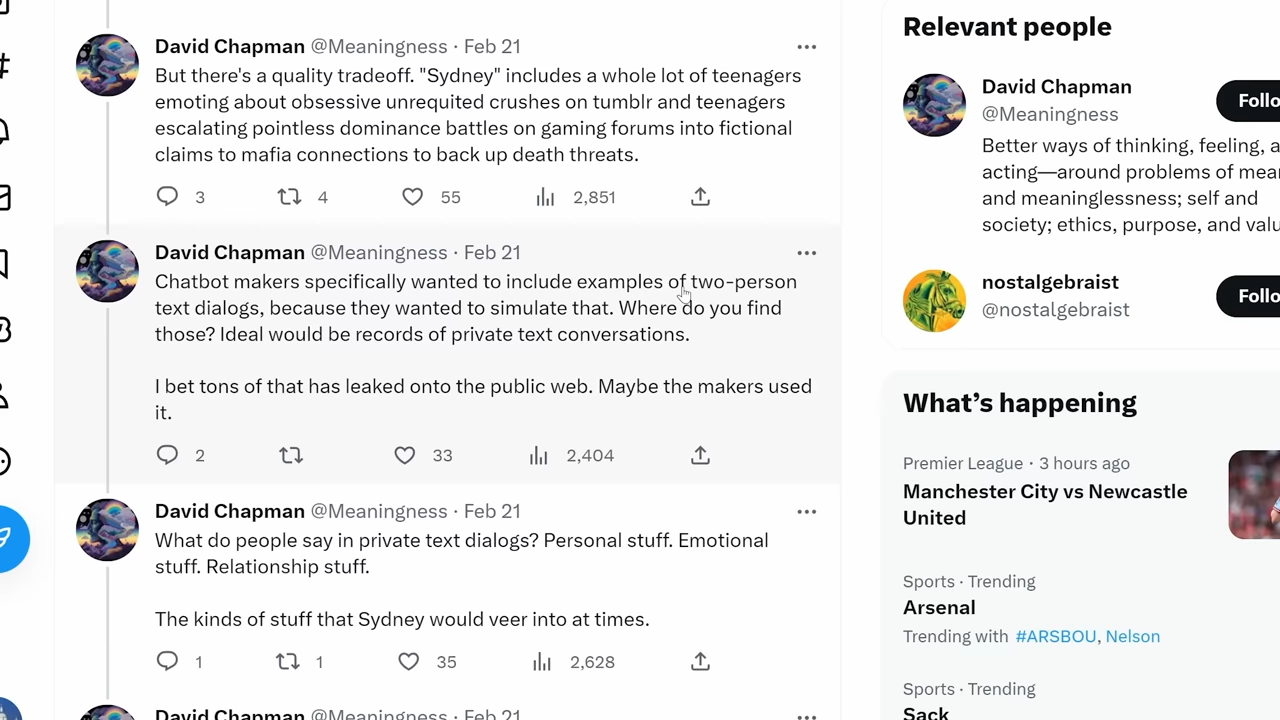 David Chapman @Meaningness · Feb 21
But there's a quality tradeoff. "Sydney" includes a whole lot of teenagers
emoting about obsessive unrequited crushes on tumblr and teenagers
escalating pointless dominance battles on gaming forums into fictional
claims to mafia connections to back up death threats.
3 4 55 2,851
David Chapman @Meaningness · Feb 21
Chatbot makers specifically wanted to include examples of two-person
text dialogs, because they wanted to simulate that. Where do you find
those? Ideal would be records of private text conversations.
I bet tons of that has leaked onto the public web. Maybe the makers used
it.
2 33 2,404
David Chapman @Meaningness · Feb 21
What do people say in private text dialogs? Personal stuff. Emotional
stuff. Relationship stuff.
The kinds of stuff that Sydney would veer into at times.
1 1 35 2,628
David Chapman @Meaningness · Feb 21
Relevant people
David Chapman
@Meaningness
Follo
Better ways of thinking, feeling, a
acting—around problems of mea
and meaninglessness; self and
society; ethics, purpose, and valu
nostalgebraist
@nostalgebraist
Follo
What's happening
Premier League · 3 hours ago
Manchester City vs Newcastle
United
Sports · Trending
Arsenal
Trending with #ARSBOU, Nelson
Sports · Trending
Sack